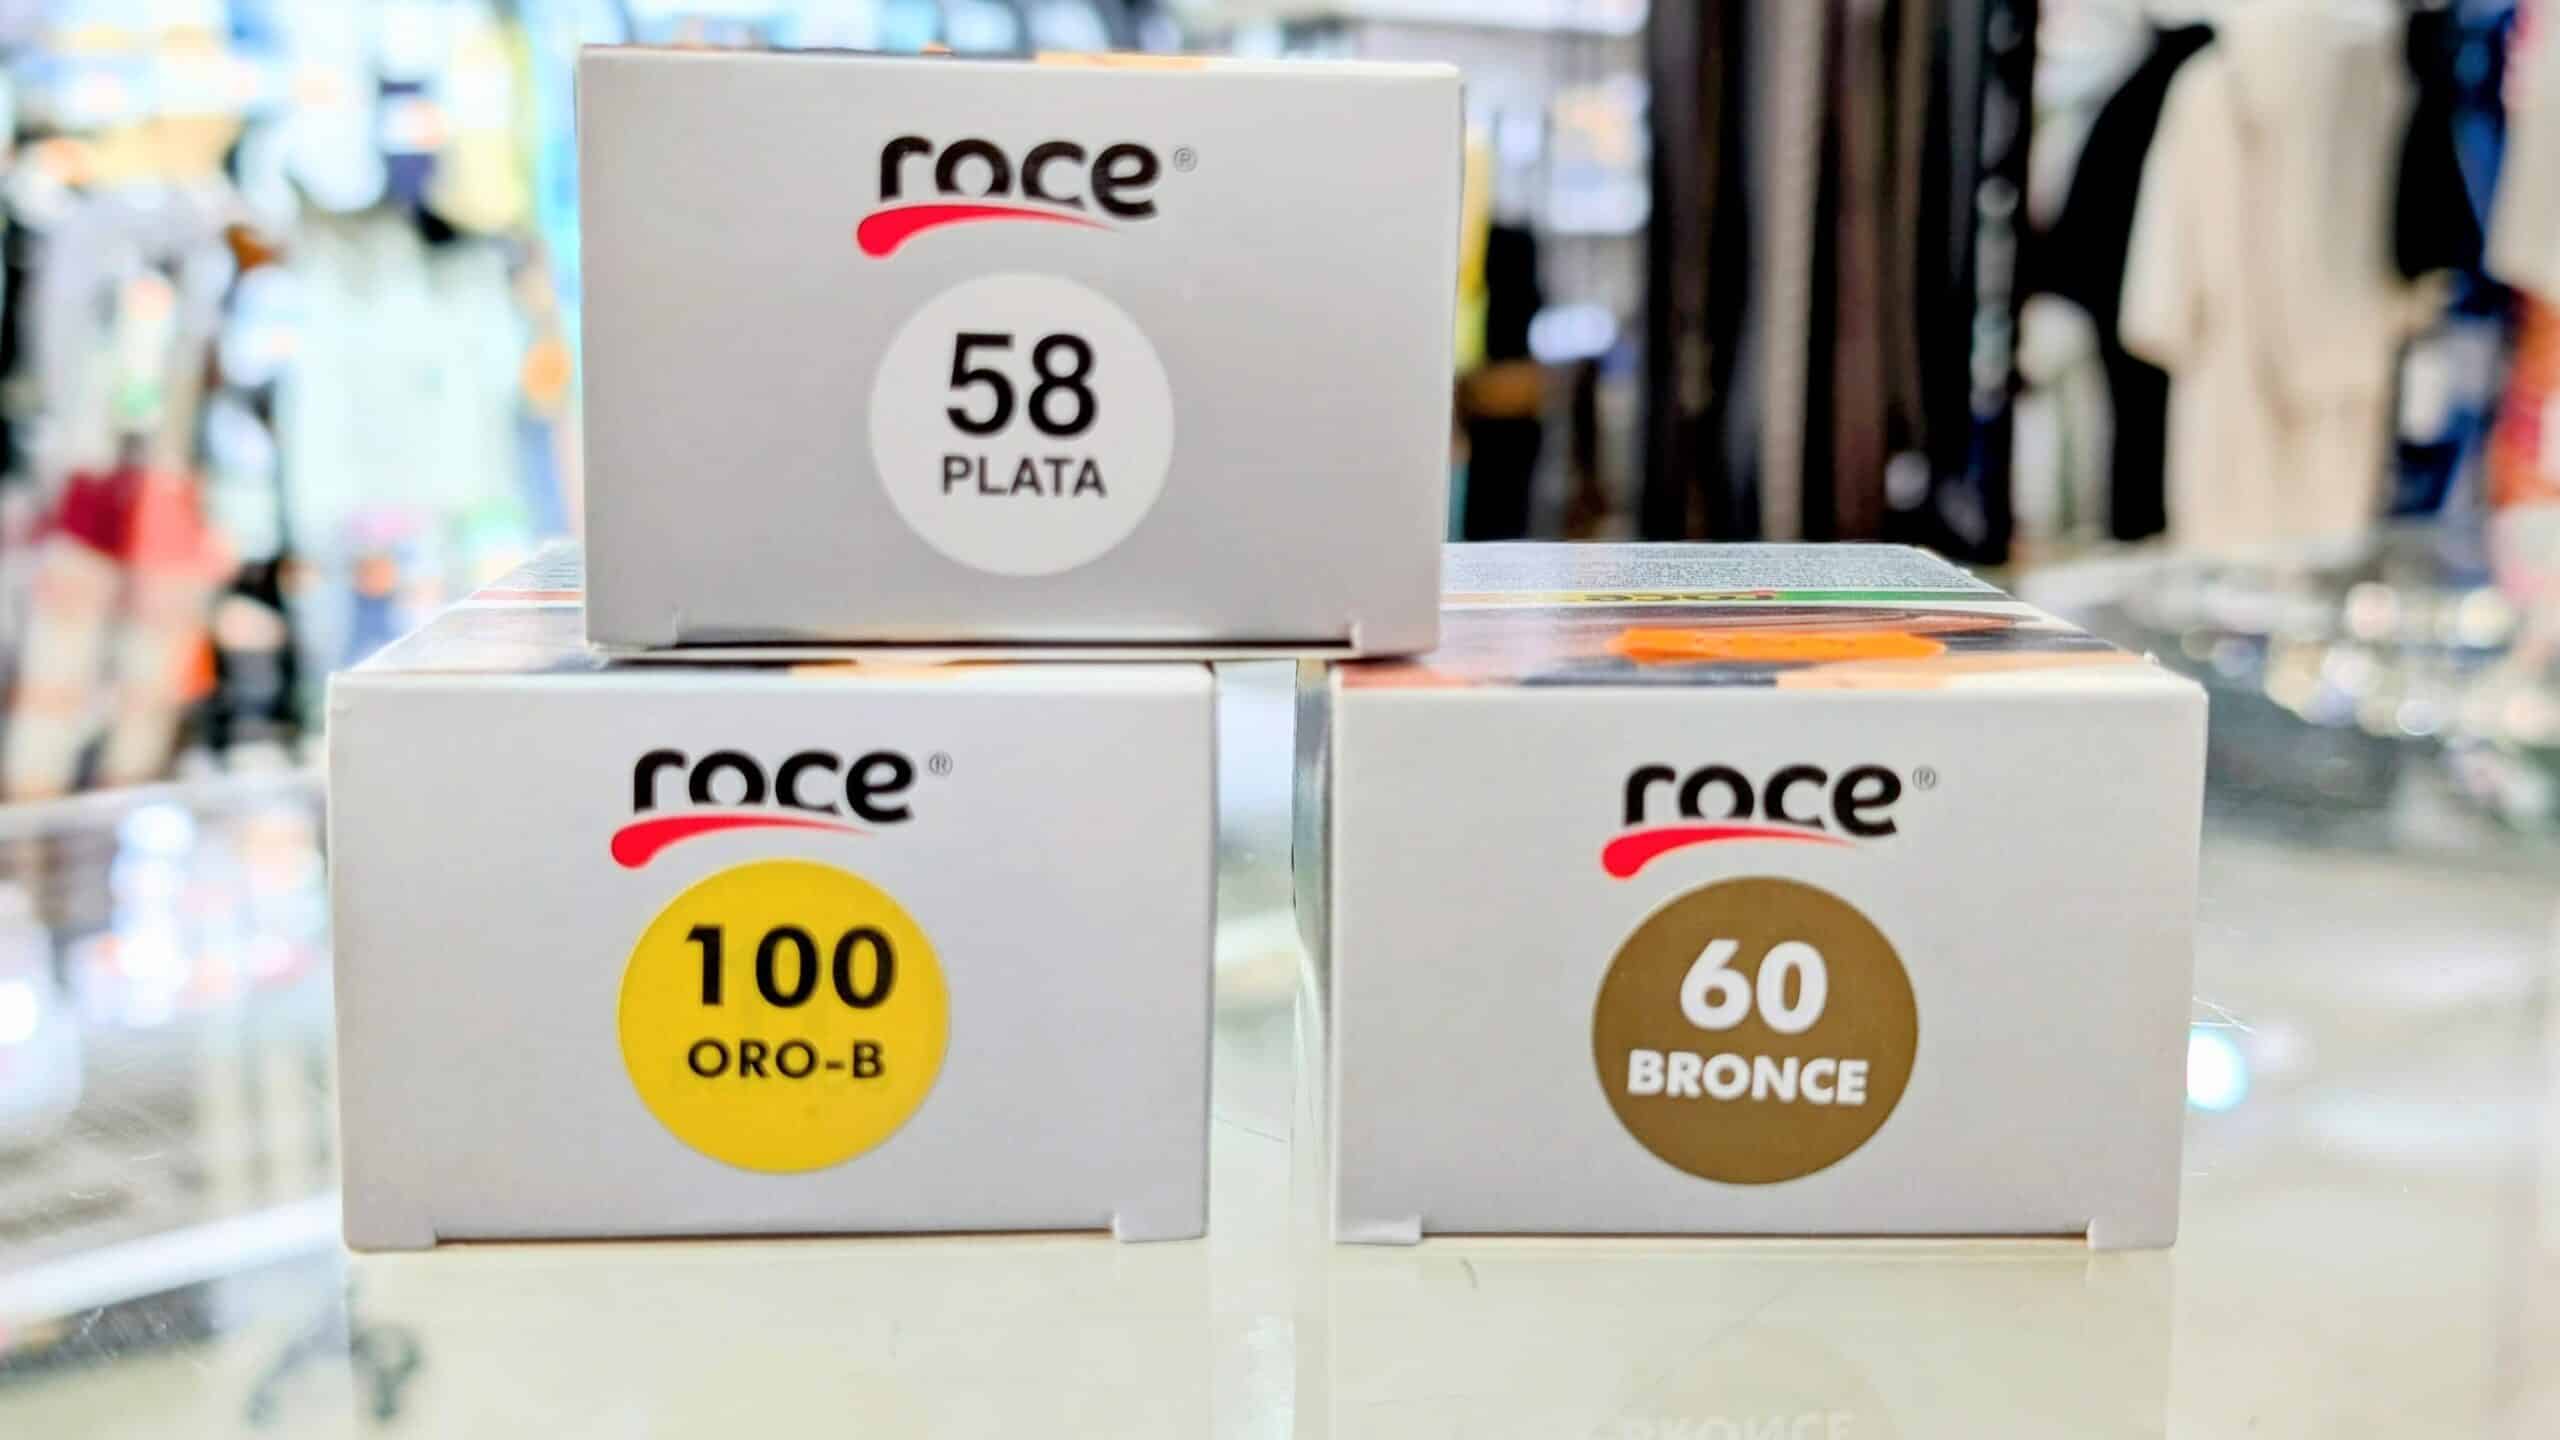 roce®
58
PLATA
roce®
100
ORO-B
roce®
60
BRONCE